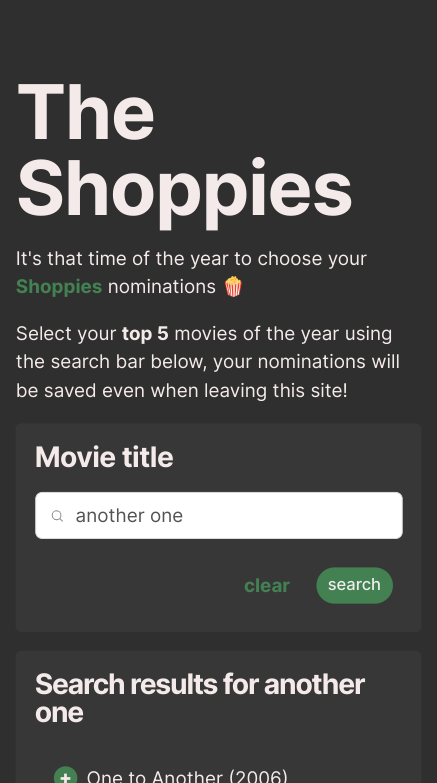 The
Shoppies
It's that time of the year to choose your
Shoppies nominations 🍿
Select your top 5 movies of the year using
the search bar below, your nominations will
be saved even when leaving this site!
Movie title
another one
clear search
Search results for another
one
One to Another (2006)